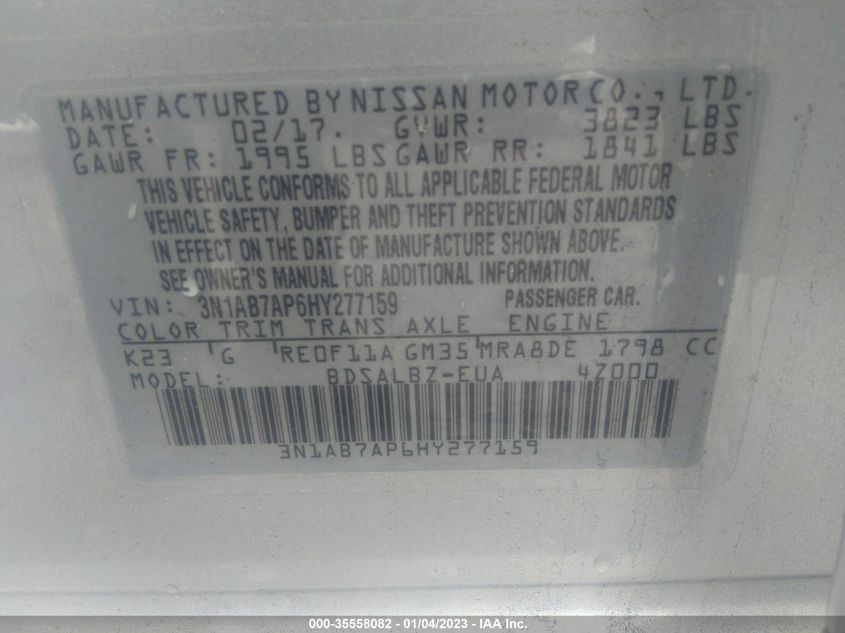 MANUFACTURED BY NISSAN MOTOR CO., LTD.
DATE: 02/17. GVWR: 3823 LBS
GAWR FR: 1995 LBS GAWR RR: 1841 LBS
THIS VEHICLE CONFORMS TO ALL APPLICABLE FEDERAL MOTOR
VEHICLE SAFETY, BUMPER AND THEFT PREVENTION STANDARDS
IN EFFECT ON THE DATE OF MANUFACTURE SHOWN ABOVE.
SEE OWNER'S MANUAL FOR ADDITIONAL INFORMATION.
VIN: 3N1AB7AP6HY277159 PASSENGER CAR.
COLOR TRIM TRANS AXLE ENGINE
K23 G RE0F11A GM35 MRA8DE 1798 CC
MODEL: BDSALBZ-EUA 4Z000
3N1AB7AP6HY277159
000-35558082 - 01/04/2023 - IAA Inc.